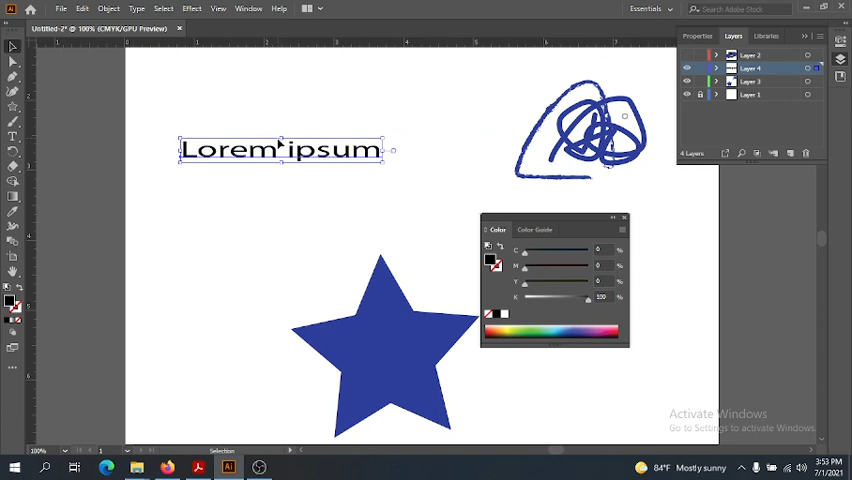 Ai File Edit Object Type Select Effect View Window Help Essentials Search Adobe Stock
Untitled-2* @ 100% (CMYK/GPU Preview)
Properties Layers Libraries
Layer 2
Layer 4
Layer 3
Layer 1
4 Layers
Lorem ipsum
Color Color Guide
C 0 %
M 0 %
Y 0 %
K 100 %
Activate Windows
Go to Settings to activate Windows.
100% 1 Selection
Ai 84°F Mostly sunny 3:53 PM
7/1/2021